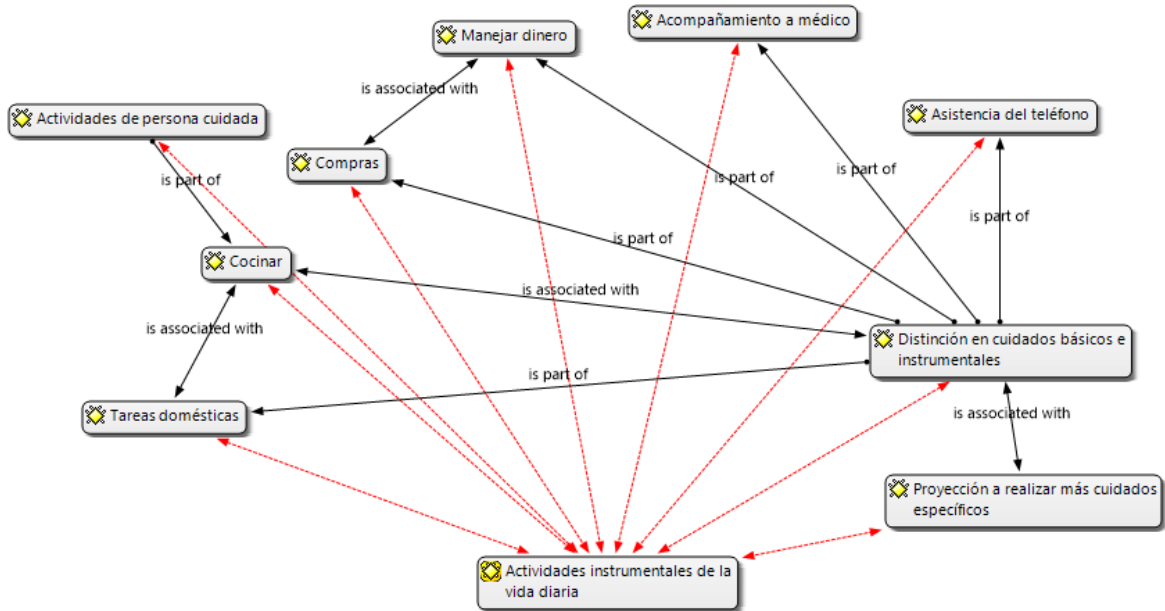 Acompañamiento a médico
Manejar dinero
is associated with
Actividades de persona cuidada
Asistencia del teléfono
Compras
is part of
is part of
is part of
is part of
is part of
Cocinar
is associated with
is associated with
Distinción en cuidados básicos e
instrumentales
is part of
Tareas domésticas
is associated with
Proyección a realizar más cuidados
específicos
Actividades instrumentales de la
vida diaria